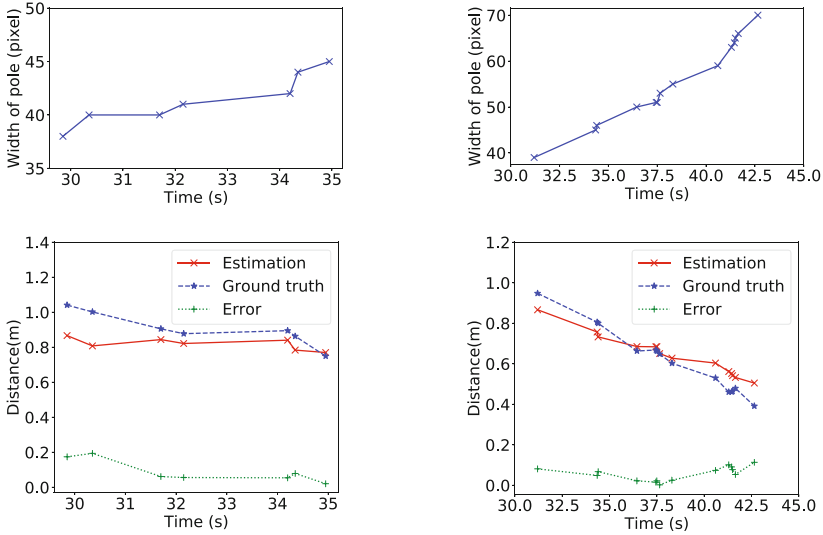 50
45
40
35
Width of pole (pixel)
30 31 32 33 34 35
Time (s)
70
60
50
40
Width of pole (pixel)
30.0 32.5 35.0 37.5 40.0 42.5 45.0
Time (s)
1.4
1.2
1.0
0.8
0.6
0.4
0.2
0.0
Distance(m)
Estimation
Ground truth
Error
30 31 32 33 34 35
Time (s)
1.2
1.0
0.8
0.6
0.4
0.2
0.0
Distance(m)
Estimation
Ground truth
Error
30.0 32.5 35.0 37.5 40.0 42.5 45.0
Time (s)